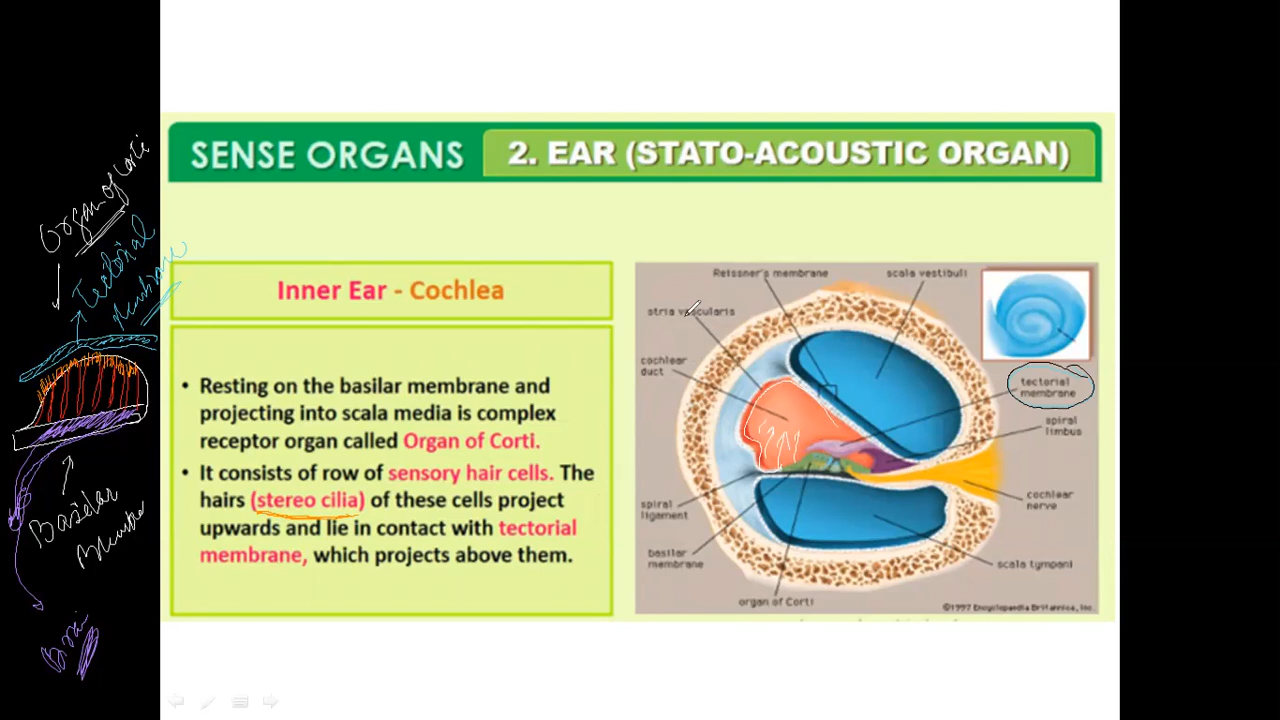 SENSE ORGANS
2. EAR (STATO-ACOUSTIC ORGAN)
Organ of Corti
Tectorial
Basilar
Brain
Inner Ear - Cochlea
• Resting on the basilar membrane and
projecting into scala media is complex
receptor organ called Organ of Corti.
• It consists of row of sensory hair cells. The
hairs (stereo cilia) of these cells project
upwards and lie in contact with tectorial
membrane, which projects above them.
Reissner's membrane
scala vestibuli
stria vascularis
cochlear
duct
tectorial
membrane
spiral
limbus
spiral
ligament
cochlear
nerve
basilar
membrane
scala tympani
organ of Corti
©1997 Encyclopaedia Britannica, Inc.